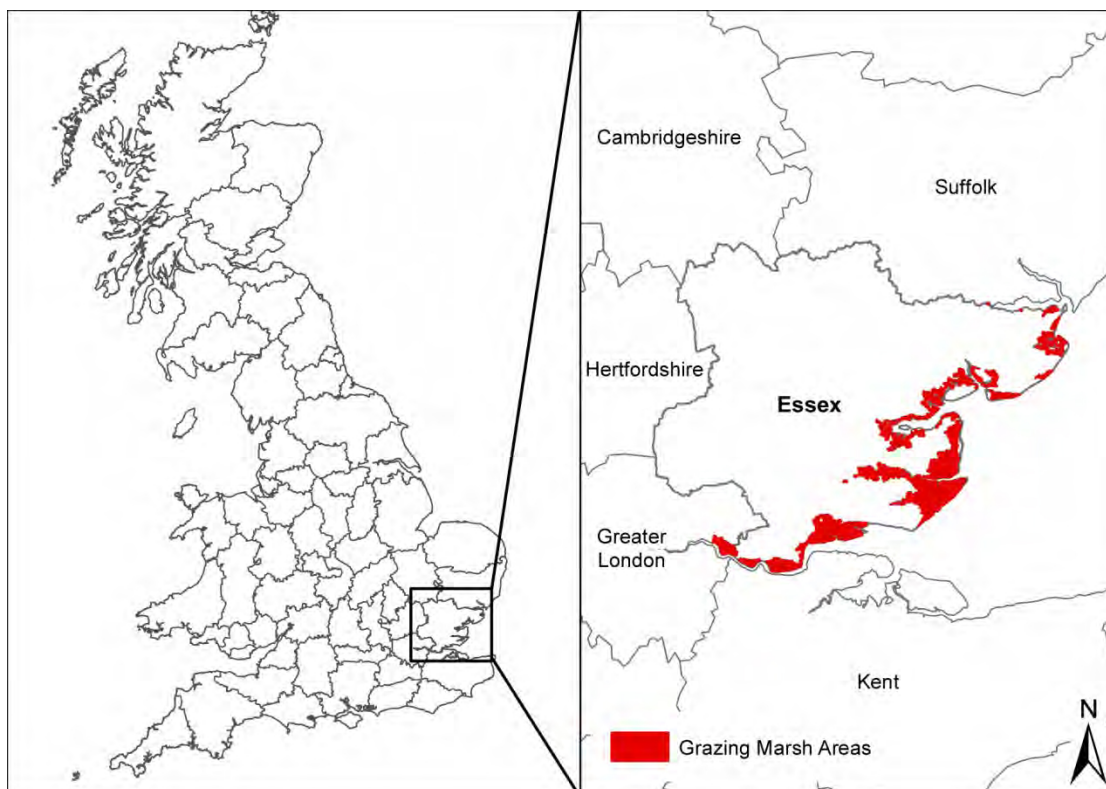 Cambridgeshire
Suffolk
Hertfordshire
Essex
Greater
London
Kent
N
Grazing Marsh Areas